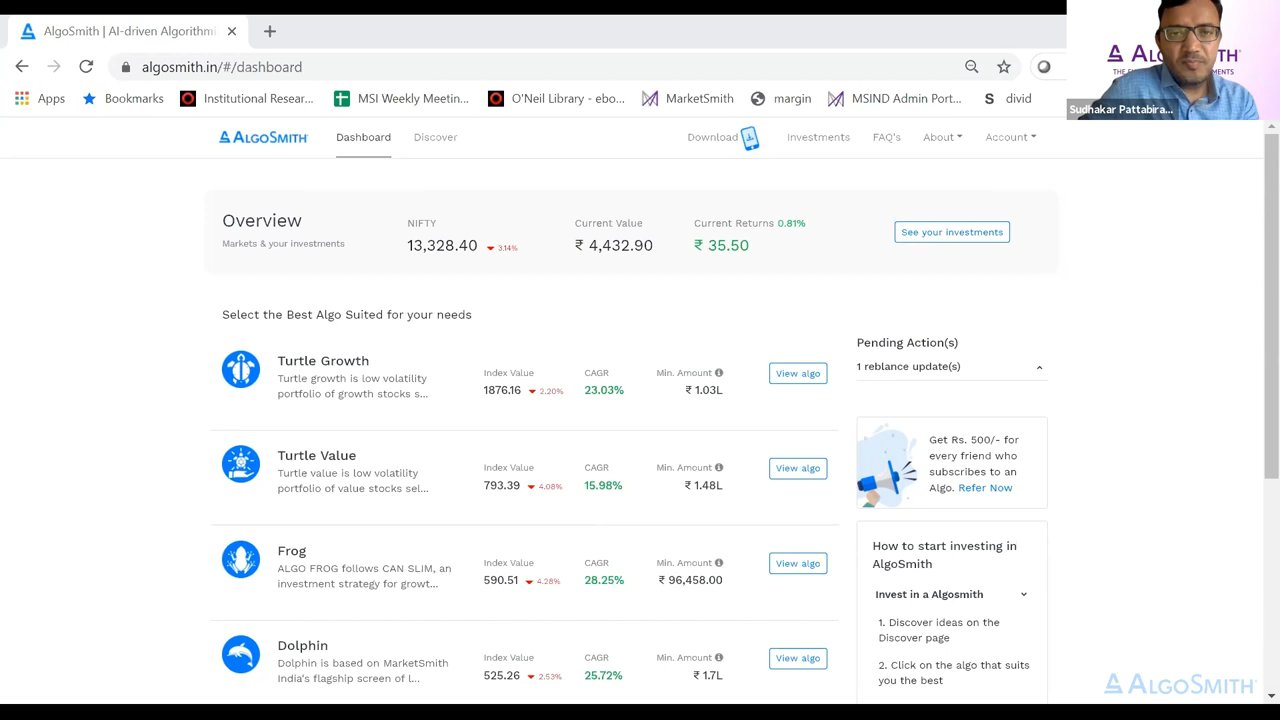 AlgoSmith | AI-driven Algorithmi
algosmith.in/#/dashboard
Apps
Bookmarks
Institutional Resear...
MSI Weekly Meetin...
O'Neil Library - ebo...
MarketSmith
margin
MSIND Admin Port...
divid
Sudhakar Pattabira...
ALGOSMITH
Dashboard
Discover
Download
Investments
FAQ's
About
Account
Overview
Markets & your investments
NIFTY
13,328.40
3.14%
Current Value
₹ 4,432.90
Current Returns 0.81%
₹ 35.50
See your investments
Select the Best Algo Suited for your needs
Turtle Growth
Turtle growth is low volatility
portfolio of growth stocks s...
Index Value
1876.16
2.20%
CAGR
23.03%
Min. Amount
₹ 1.03L
View algo
Turtle Value
Turtle value is low volatility
portfolio of value stocks sel...
Index Value
793.39
4.08%
CAGR
15.98%
Min. Amount
₹ 1.48L
View algo
Frog
ALGO FROG follows CAN SLIM, an
investment strategy for growt...
Index Value
590.51
4.28%
CAGR
28.25%
Min. Amount
₹ 96,458.00
View algo
Dolphin
Dolphin is based on MarketSmith
India's flagship screen of l...
Index Value
525.26
2.53%
CAGR
25.72%
Min. Amount
₹ 1.7L
View algo
Pending Action(s)
1 reblance update(s)
Get Rs. 500/- for
every friend who
subscribes to an
Algo. Refer Now
How to start investing in
AlgoSmith
Invest in a Algosmith
1. Discover ideas on the
Discover page
2. Click on the algo that suits
you the best
ALGOSMITH